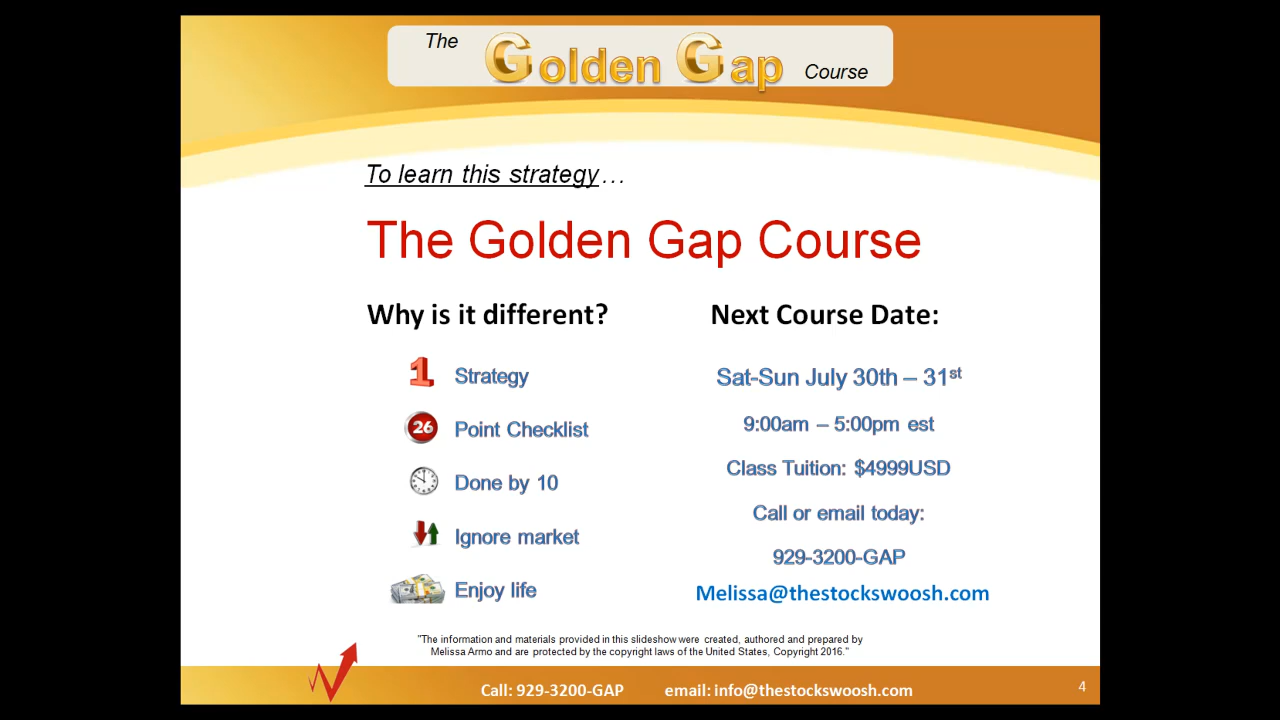 The Golden Gap Course
To learn this strategy…
The Golden Gap Course
Why is it different?
1 Strategy
26 Point Checklist
Done by 10
Ignore market
Enjoy life
Next Course Date:
Sat-Sun July 30th – 31st
9:00am – 5:00pm est
Class Tuition: $4999USD
Call or email today:
929-3200-GAP
Melissa@thestockswoosh.com
"The information and materials provided in this slideshow were created, authored and prepared by
Melissa Armo and are protected by the copyright laws of the United States, Copyright 2016."
Call: 929-3200-GAP email: info@thestockswoosh.com
4